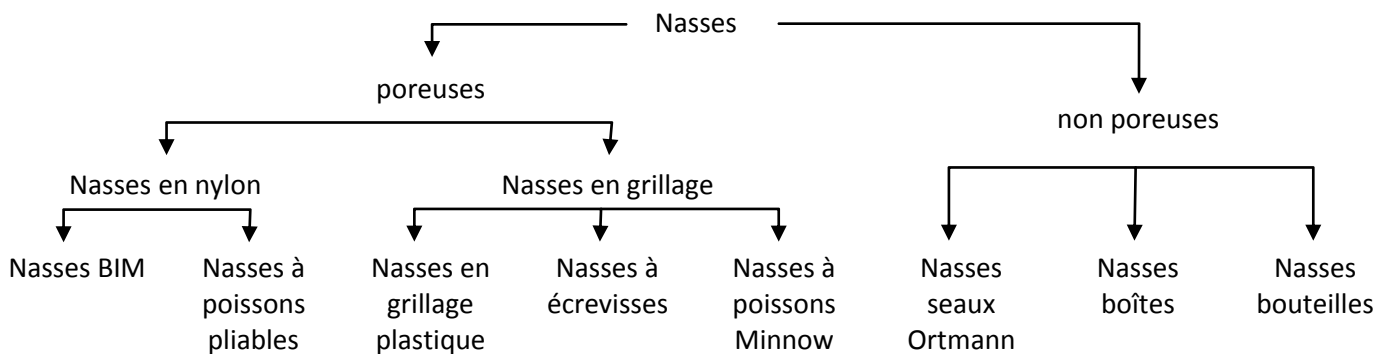 Nasses
poreuses
non poreuses
Nasses en nylon
Nasses en grillage
Nasses BIM
Nasses à
poissons
pliables
Nasses en
grillage
plastique
Nasses à
écrevisses
Nasses à
poissons
Minnow
Nasses
seaux
Ortmann
Nasses
boîtes
Nasses
bouteilles